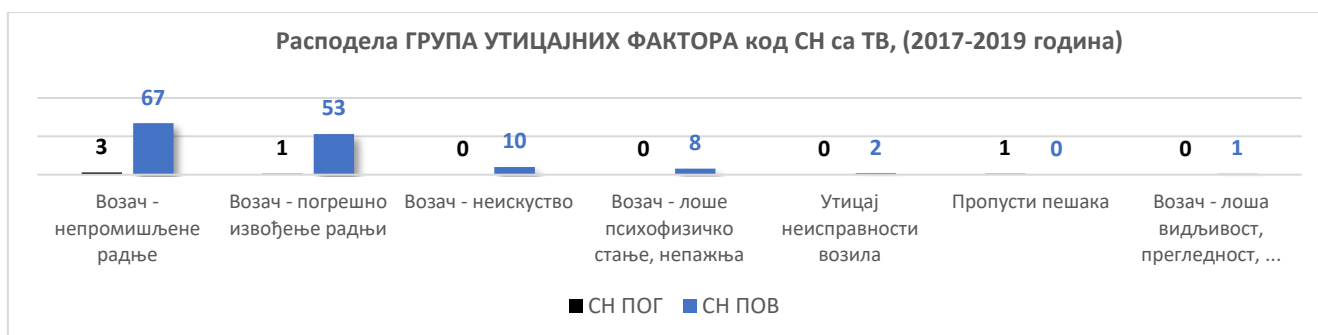 Расподела ГРУПА УТИЦАЈНИХ ФАКТОРА код СН са ТВ, (2017-2019 година)
3 67 1 53 0 10 0 8 0 2 1 0 0 1
Возач - непромишљене радње
Возач - погрешно извођење радњи
Возач - неискуство
Возач - лоше психофизичко стање, непажња
Утицај неисправности возила
Пропусти пешака
Возач - лоша видљивост, прегледност, ...
СН ПОГ СН ПОВ